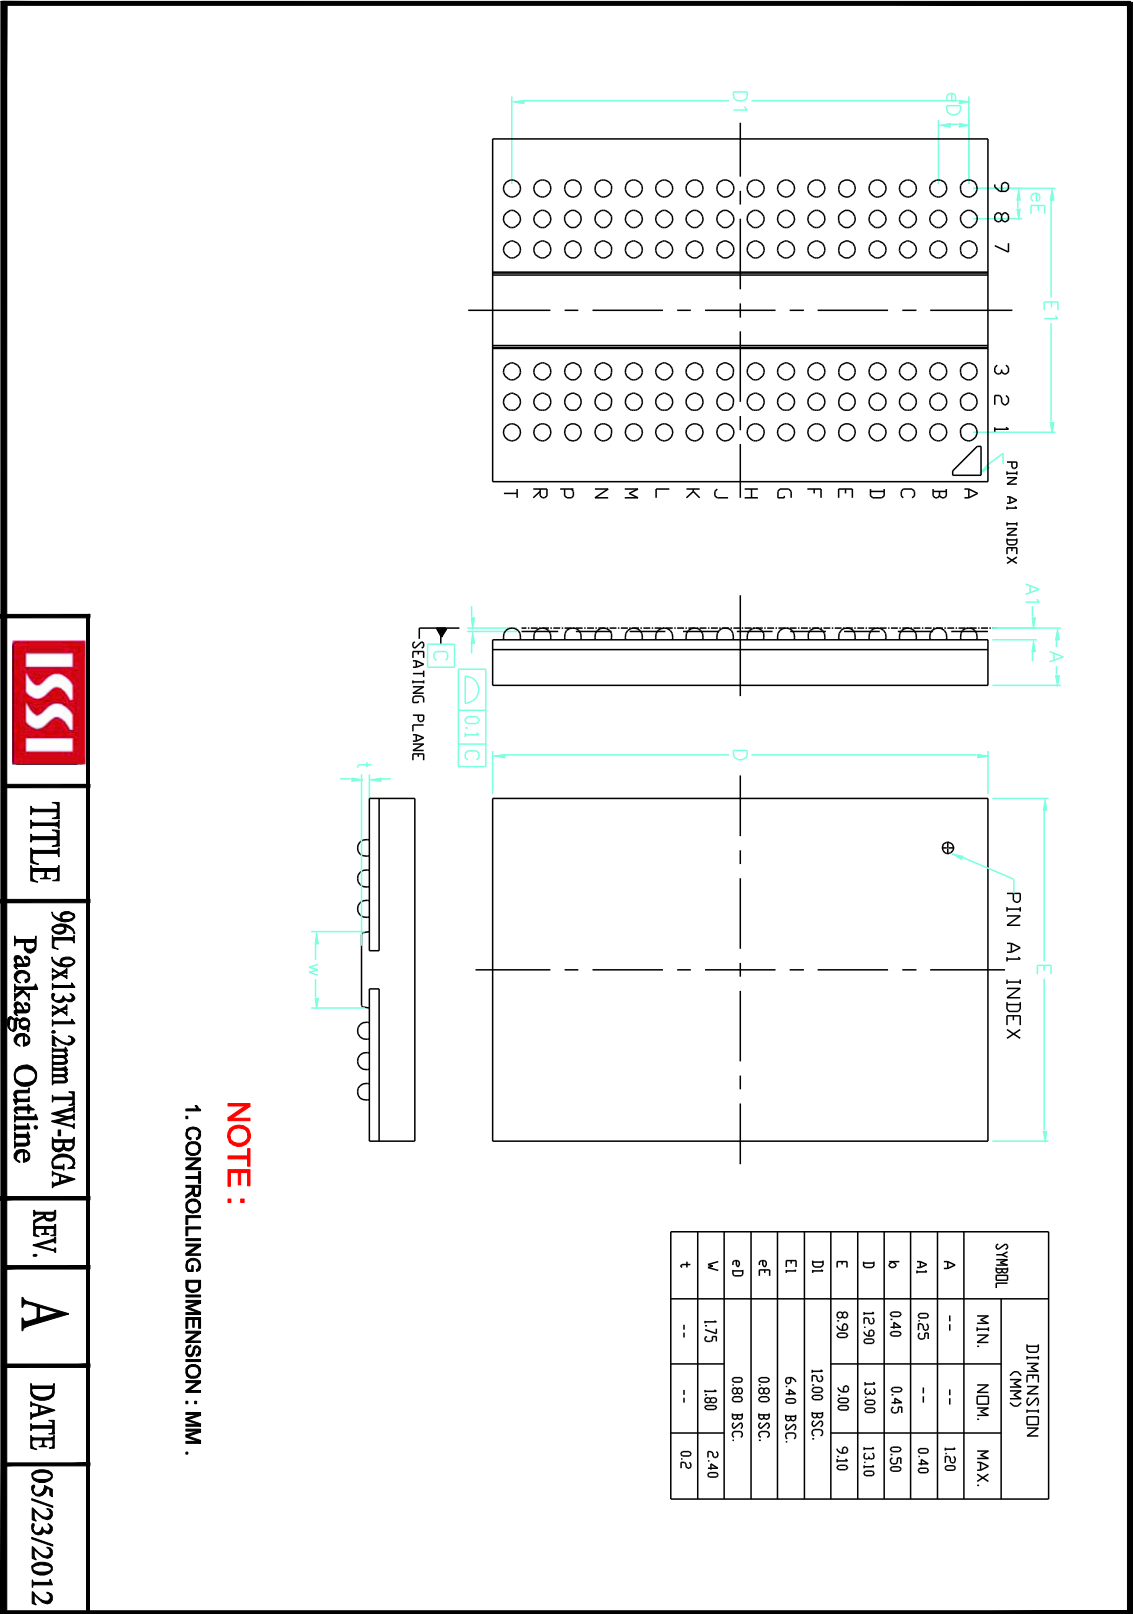 D1
eD
9 8 7 3 2 1
eE
E1
PIN A1 INDEX
T R P N M L K J H G F E D C B A
A1
A
SEATING PLANE
C
0.1 C
D
E
PIN A1 INDEX
t
w
DIMENSION
(MM)
SYMBOL MIN. NOM. MAX.
A -- -- 1.20
A1 0.25 -- 0.40
b 0.40 0.45 0.50
D 12.90 13.00 13.10
E 8.90 9.00 9.10
D1 12.00 BSC.
E1 6.40 BSC.
eE 0.80 BSC.
eD 0.80 BSC.
W 1.75 1.80 2.40
t -- -- 0.2
NOTE :
1. CONTROLLING DIMENSION : MM .
ISSI
TITLE
96L 9x13x1.2mm TW-BGA
Package Outline
REV.
A
DATE
05/23/2012